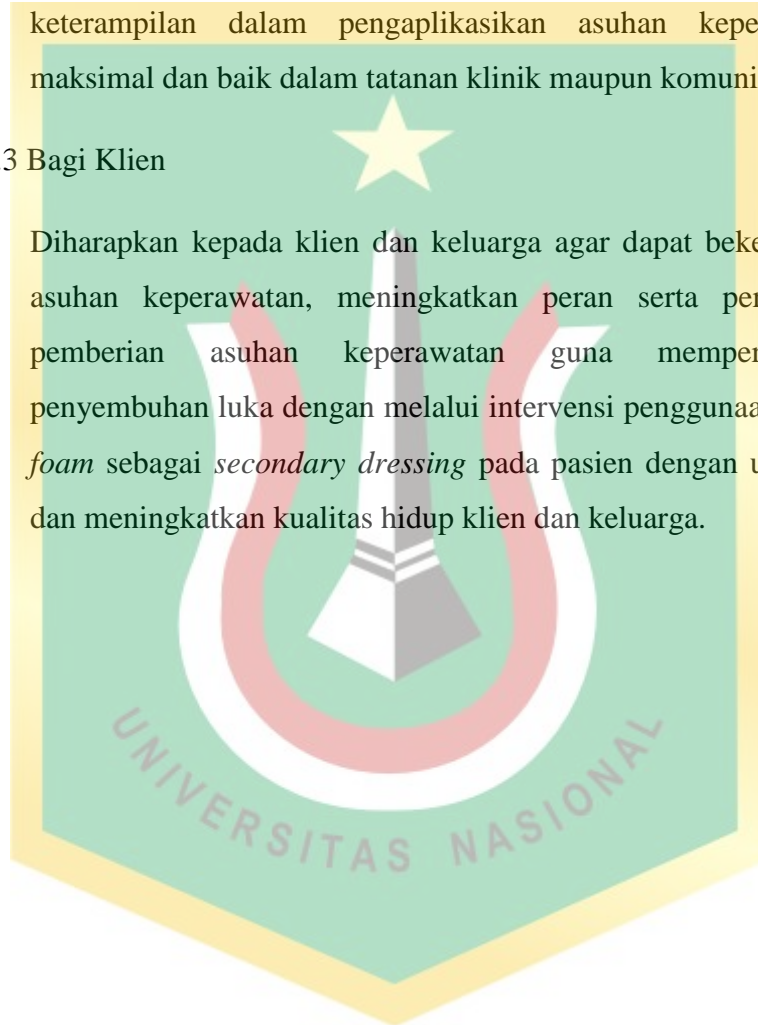 keterampilan dalam pengaplikasikan asuhan kepe
maksimal dan baik dalam tatanan klinik maupun komuni
.3 Bagi Klien
Diharapkan kepada klien dan keluarga agar dapat beke
asuhan keperawatan, meningkatkan peran serta per
pemberian asuhan keperawatan guna memper
penyembuhan luka dengan melalui intervensi penggunaa
foam sebagai secondary dressing pada pasien dengan u
dan meningkatkan kualitas hidup klien dan keluarga.
UNIVERSITAS NASIONAL